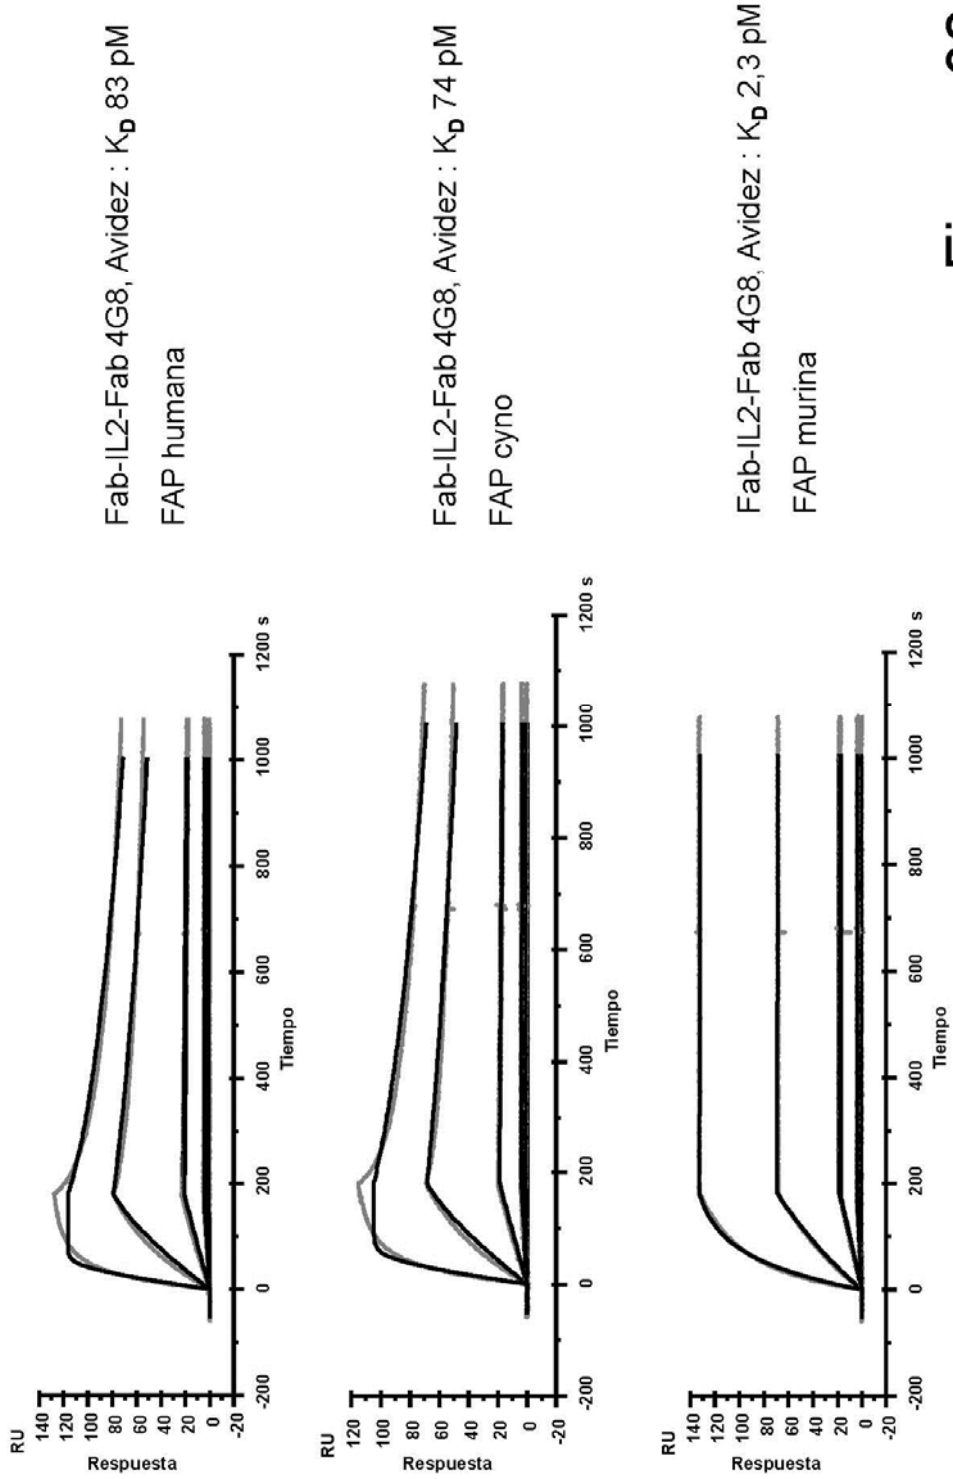 RU
140
120
100
80
60
40
20
0
-20
Respuesta
-200 0 200 400 600 800 1000 1200 s
Tiempo
Fab-IL2-Fab 4G8, Avidez : K_D 83 pM
FAP humana
RU
120
100
80
60
40
20
0
-20
Respuesta
-200 0 200 400 600 800 1000 1200 s
Tiempo
Fab-IL2-Fab 4G8, Avidez : K_D 74 pM
FAP cyno
RU
140
120
100
80
60
40
20
0
-20
Respuesta
-200 0 200 400 600 800 1000 1200 s
Tiempo
Fab-IL2-Fab 4G8, Avidez : K_D 2,3 pM
FAP murina